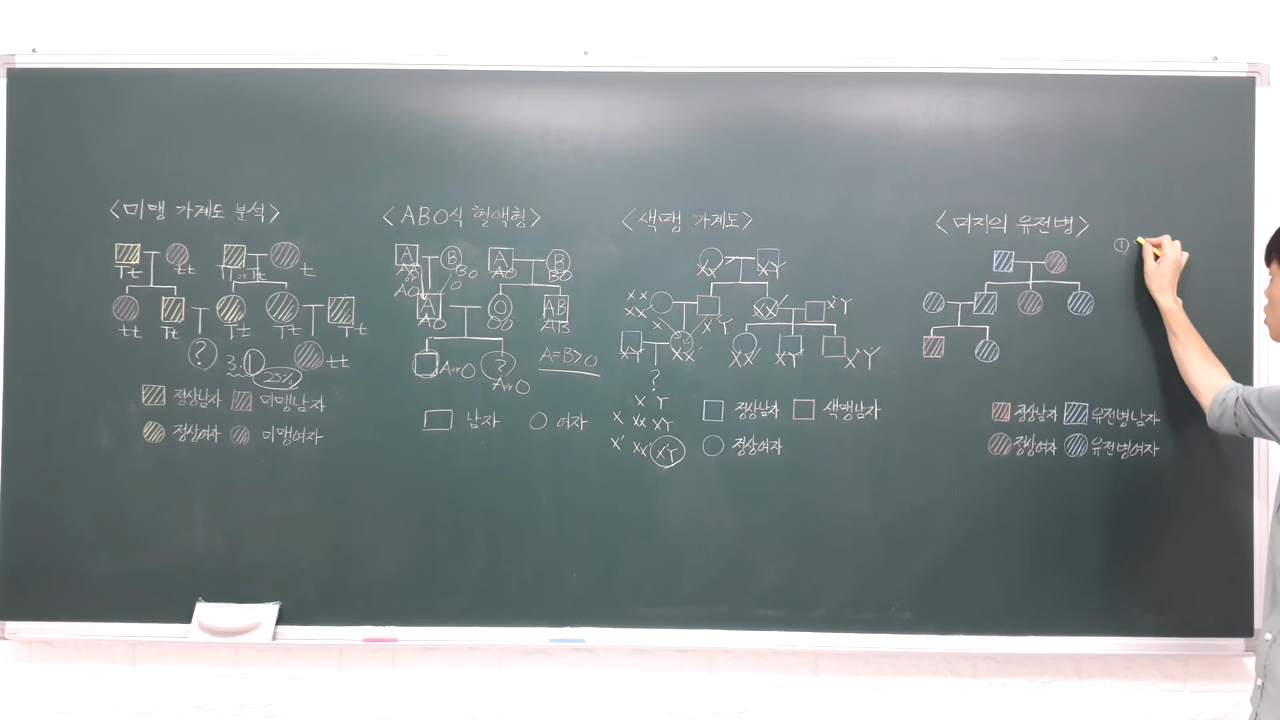 <미맹 가계도 분석>
Tt tt TT or Tt t
tt Tt Tt Tt Tt
? 3:1 25% tt
정상남자 미맹남자
정상여자 미맹여자
<ABO식 혈액형>
A B A B
AO BO AO BO
AO
A O AB
AO OO AB
AorO ? A=B>O
AorO
남자 여자
<색맹 가계도>
XX XY
XX XX X'Y
XX X'Y
X
XY XX' XX' XY X'Y
?
X Y
X XX XY
X' XX' X'Y
정상남자 색맹남자
정상여자
<미지의 유전병>
①
정상남자 유전병남자
정상여자 유전병여자